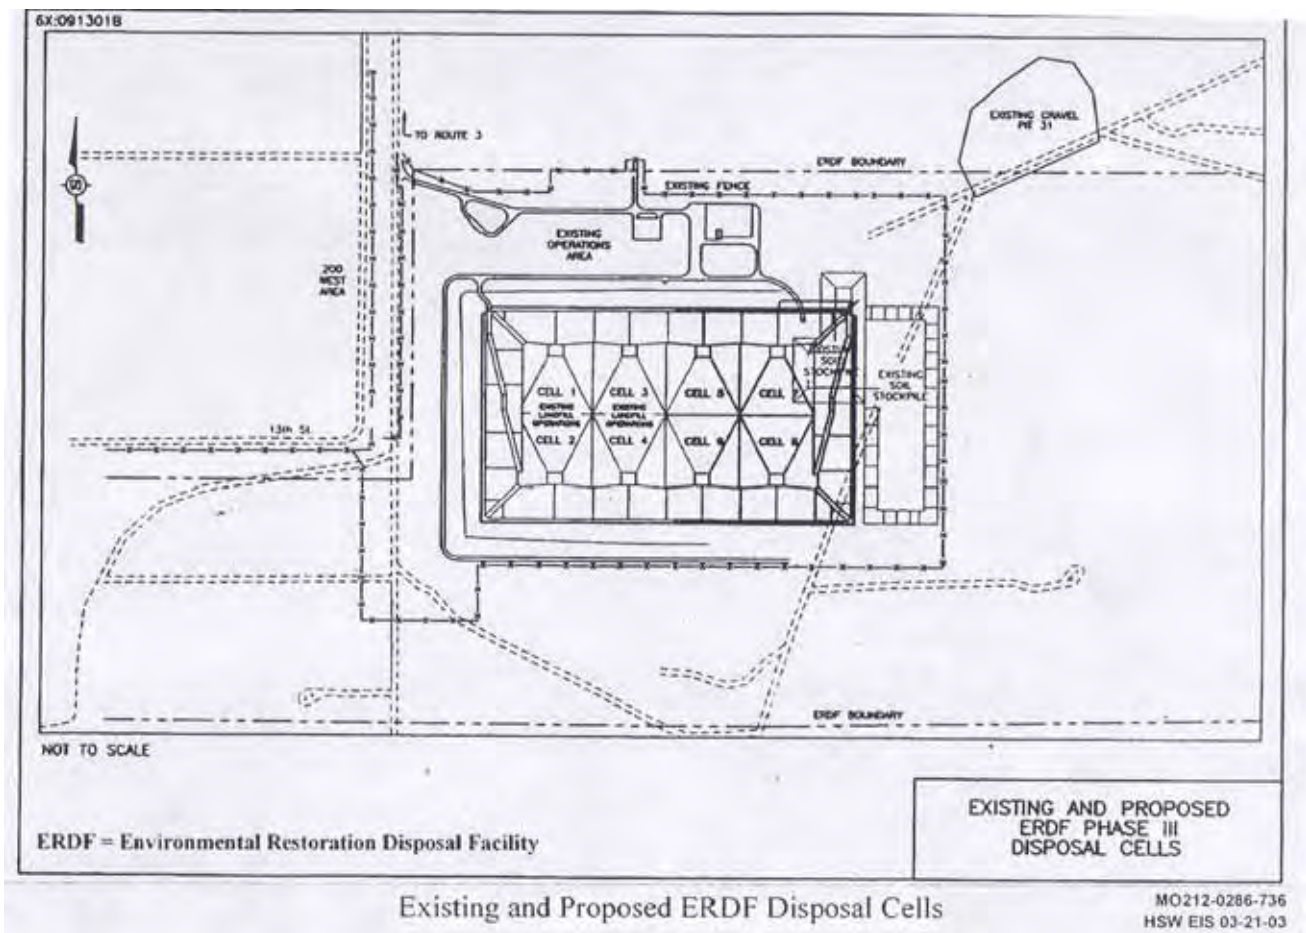 6X:091301B
TO ROUTE 3
EXISTING GRAVEL
PIT 31
ERDF BOUNDARY
EXISTING FENCE
EXISTING
OPERATIONS
AREA
200
WEST
AREA
EXISTING
SOIL
STOCKPILE
EXISTING
SOIL
STOCKPILE
CELL 1
CELL 3
CELL 5
CELL
EXISTING
LANDFILL
OPERATIONS
EXISTING
LANDFILL
OPERATIONS
CELL 2
CELL 4
CELL 6
CELL 8
13th St.
ERDF BOUNDARY
NOT TO SCALE
EXISTING AND PROPOSED
ERDF PHASE III
DISPOSAL CELLS
ERDF = Environmental Restoration Disposal Facility
Existing and Proposed ERDF Disposal Cells
MO212-0286-736
HSW EIS 03-21-03